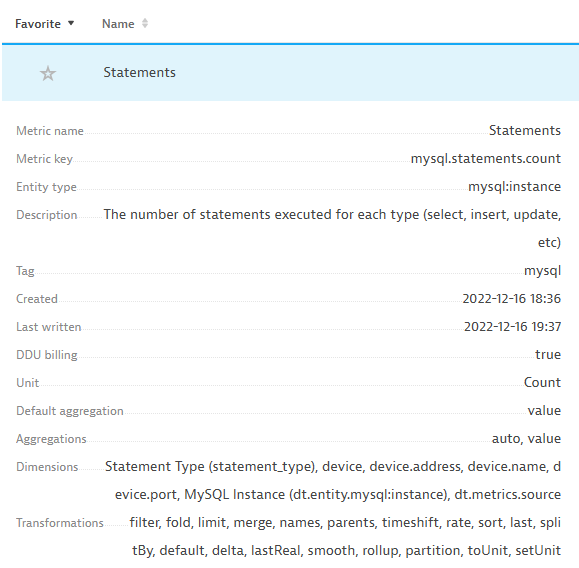 Favorite Name
Statements
Metric name Statements
Metric key mysql.statements.count
Entity type mysql:instance
Description The number of statements executed for each type (select, insert, update,
etc)
Tag mysql
Created 2022-12-16 18:36
Last written 2022-12-16 19:37
DDU billing true
Unit Count
Default aggregation value
Aggregations auto, value
Dimensions Statement Type (statement_type), device, device.address, device.name, d
evice.port, MySQL Instance (dt.entity.mysql:instance), dt.metrics.source
Transformations filter, fold, limit, merge, names, parents, timeshift, rate, sort, last, spli
tBy, default, delta, lastReal, smooth, rollup, partition, toUnit, setUnit